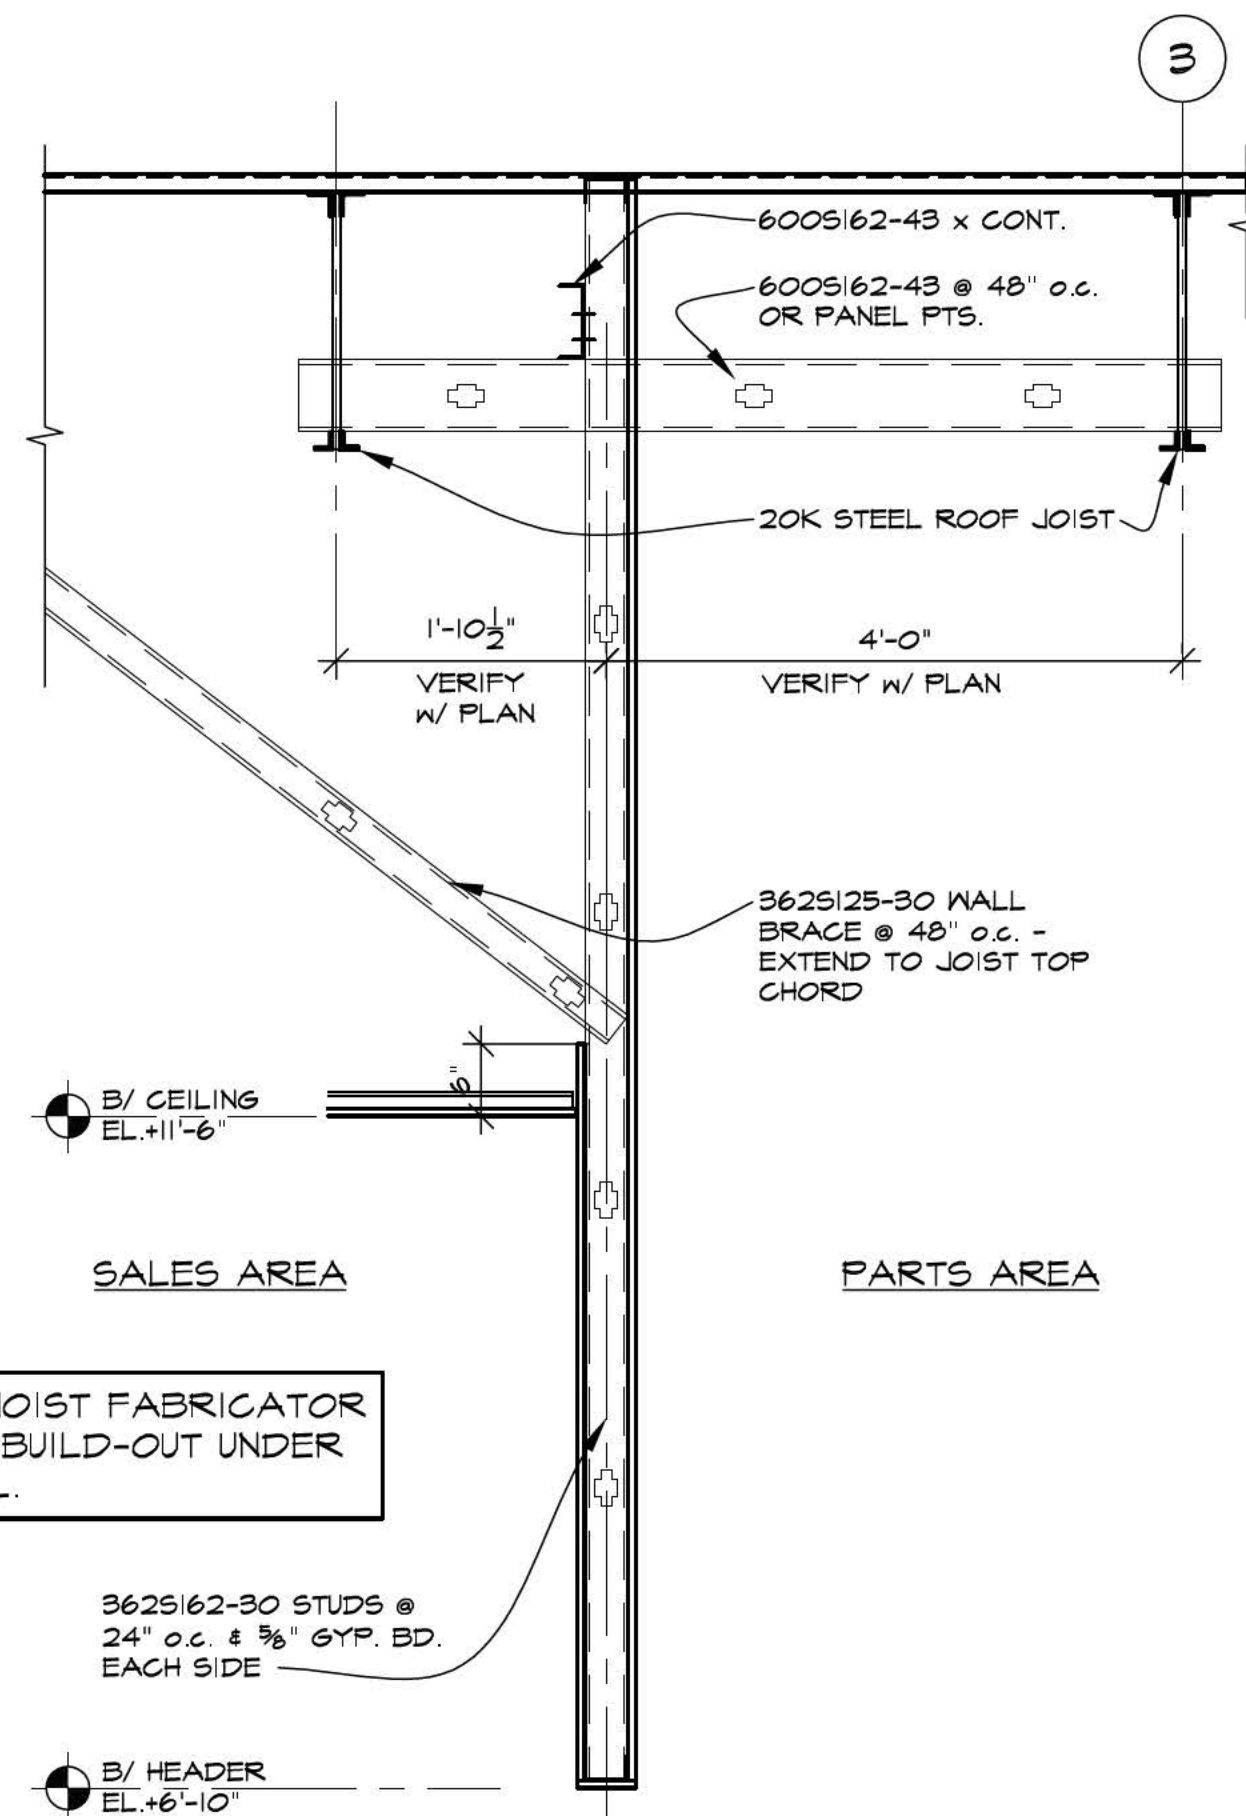 3
600S162-43 x CONT.
600S162-43 @ 48" o.c.
OR PANEL PTS.
20K STEEL ROOF JOIST
1'-10 1/2"
VERIFY
W/ PLAN
4'-0"
VERIFY W/ PLAN
362S125-30 WALL
BRACE @ 48" o.c. -
EXTEND TO JOIST TOP
CHORD
6"
B/ CEILING
EL.+11'-6"
SALES AREA
PARTS AREA
JOIST FABRICATOR
BUILD-OUT UNDER
362S162-30 STUDS @
24" o.c. & 5/8" GYP. BD.
EACH SIDE
B/ HEADER
EL.+6'-10"